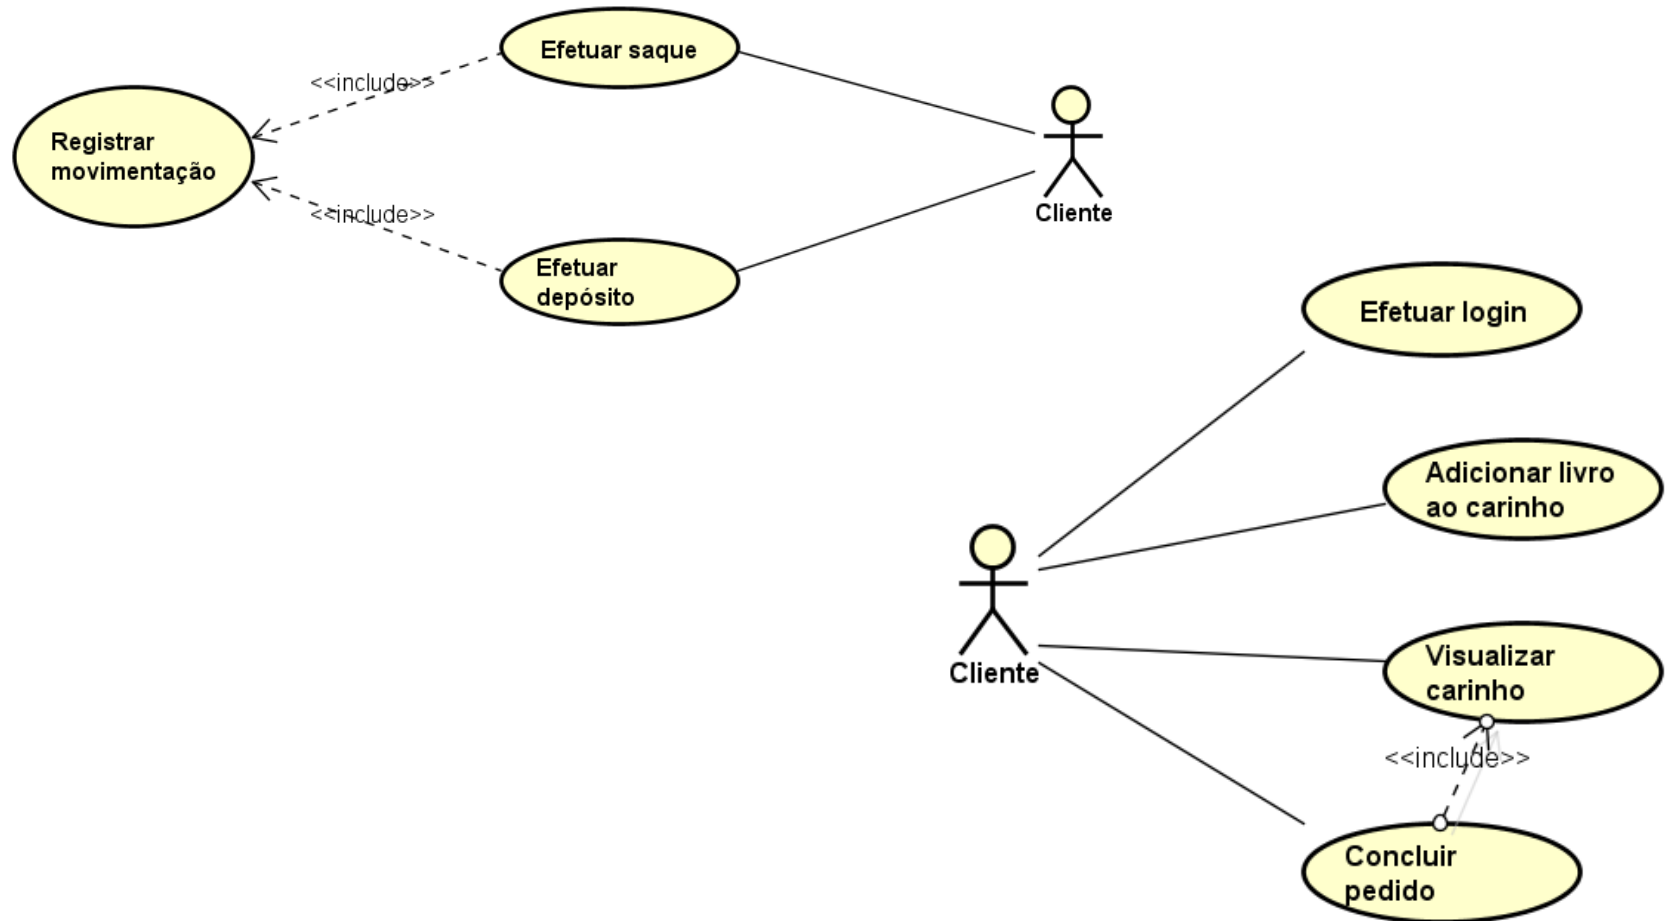 Efetuar saque
<<include>>
Registrar
movimentação
Cliente
<<include>>
Efetuar
depósito
Efetuar login
Adicionar livro
ao carinho
Cliente
Visualizar
carinho
<<include>>
Concluir
pedido